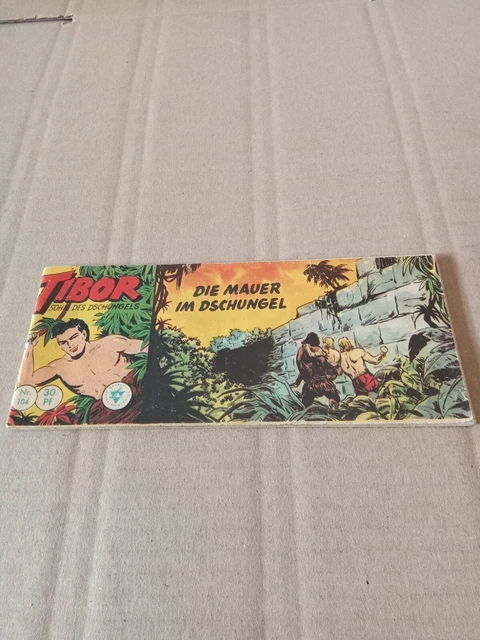 TIBOR
SOHN DES DSCHUNGELS
DIE MAUER
IM DSCHUNGEL
Nr.
104
30
Pf